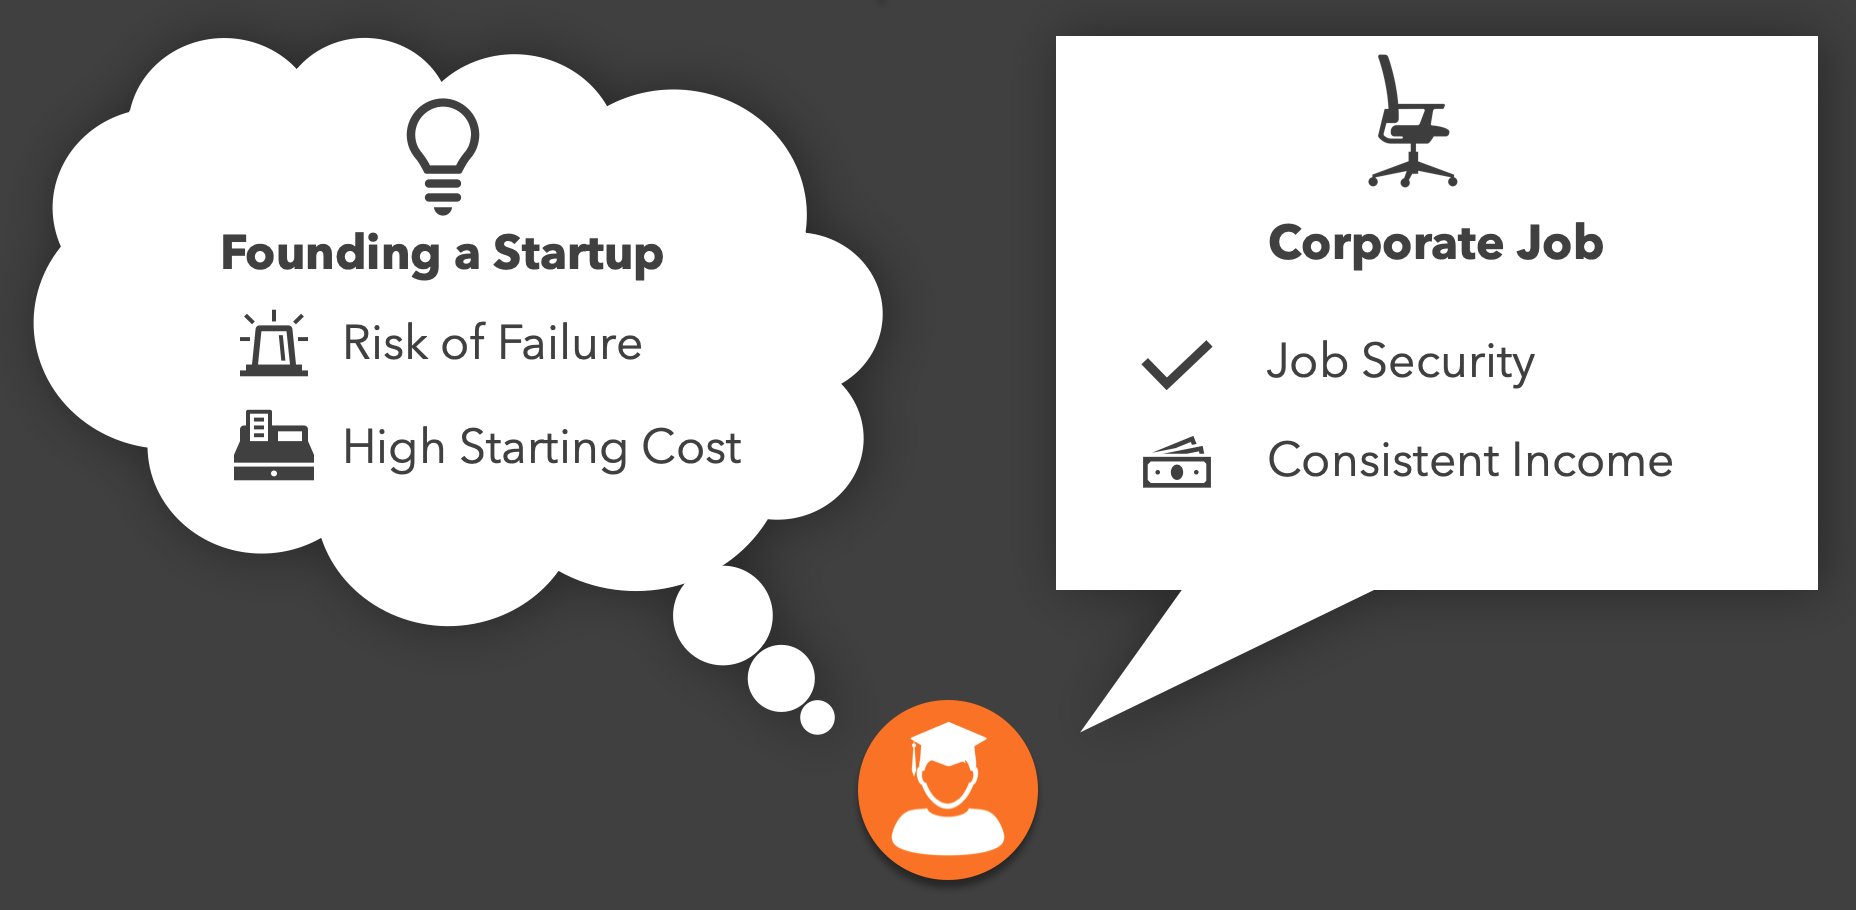 Founding a Startup
Risk of Failure
High Starting Cost
Corporate Job
Job Security
Consistent Income